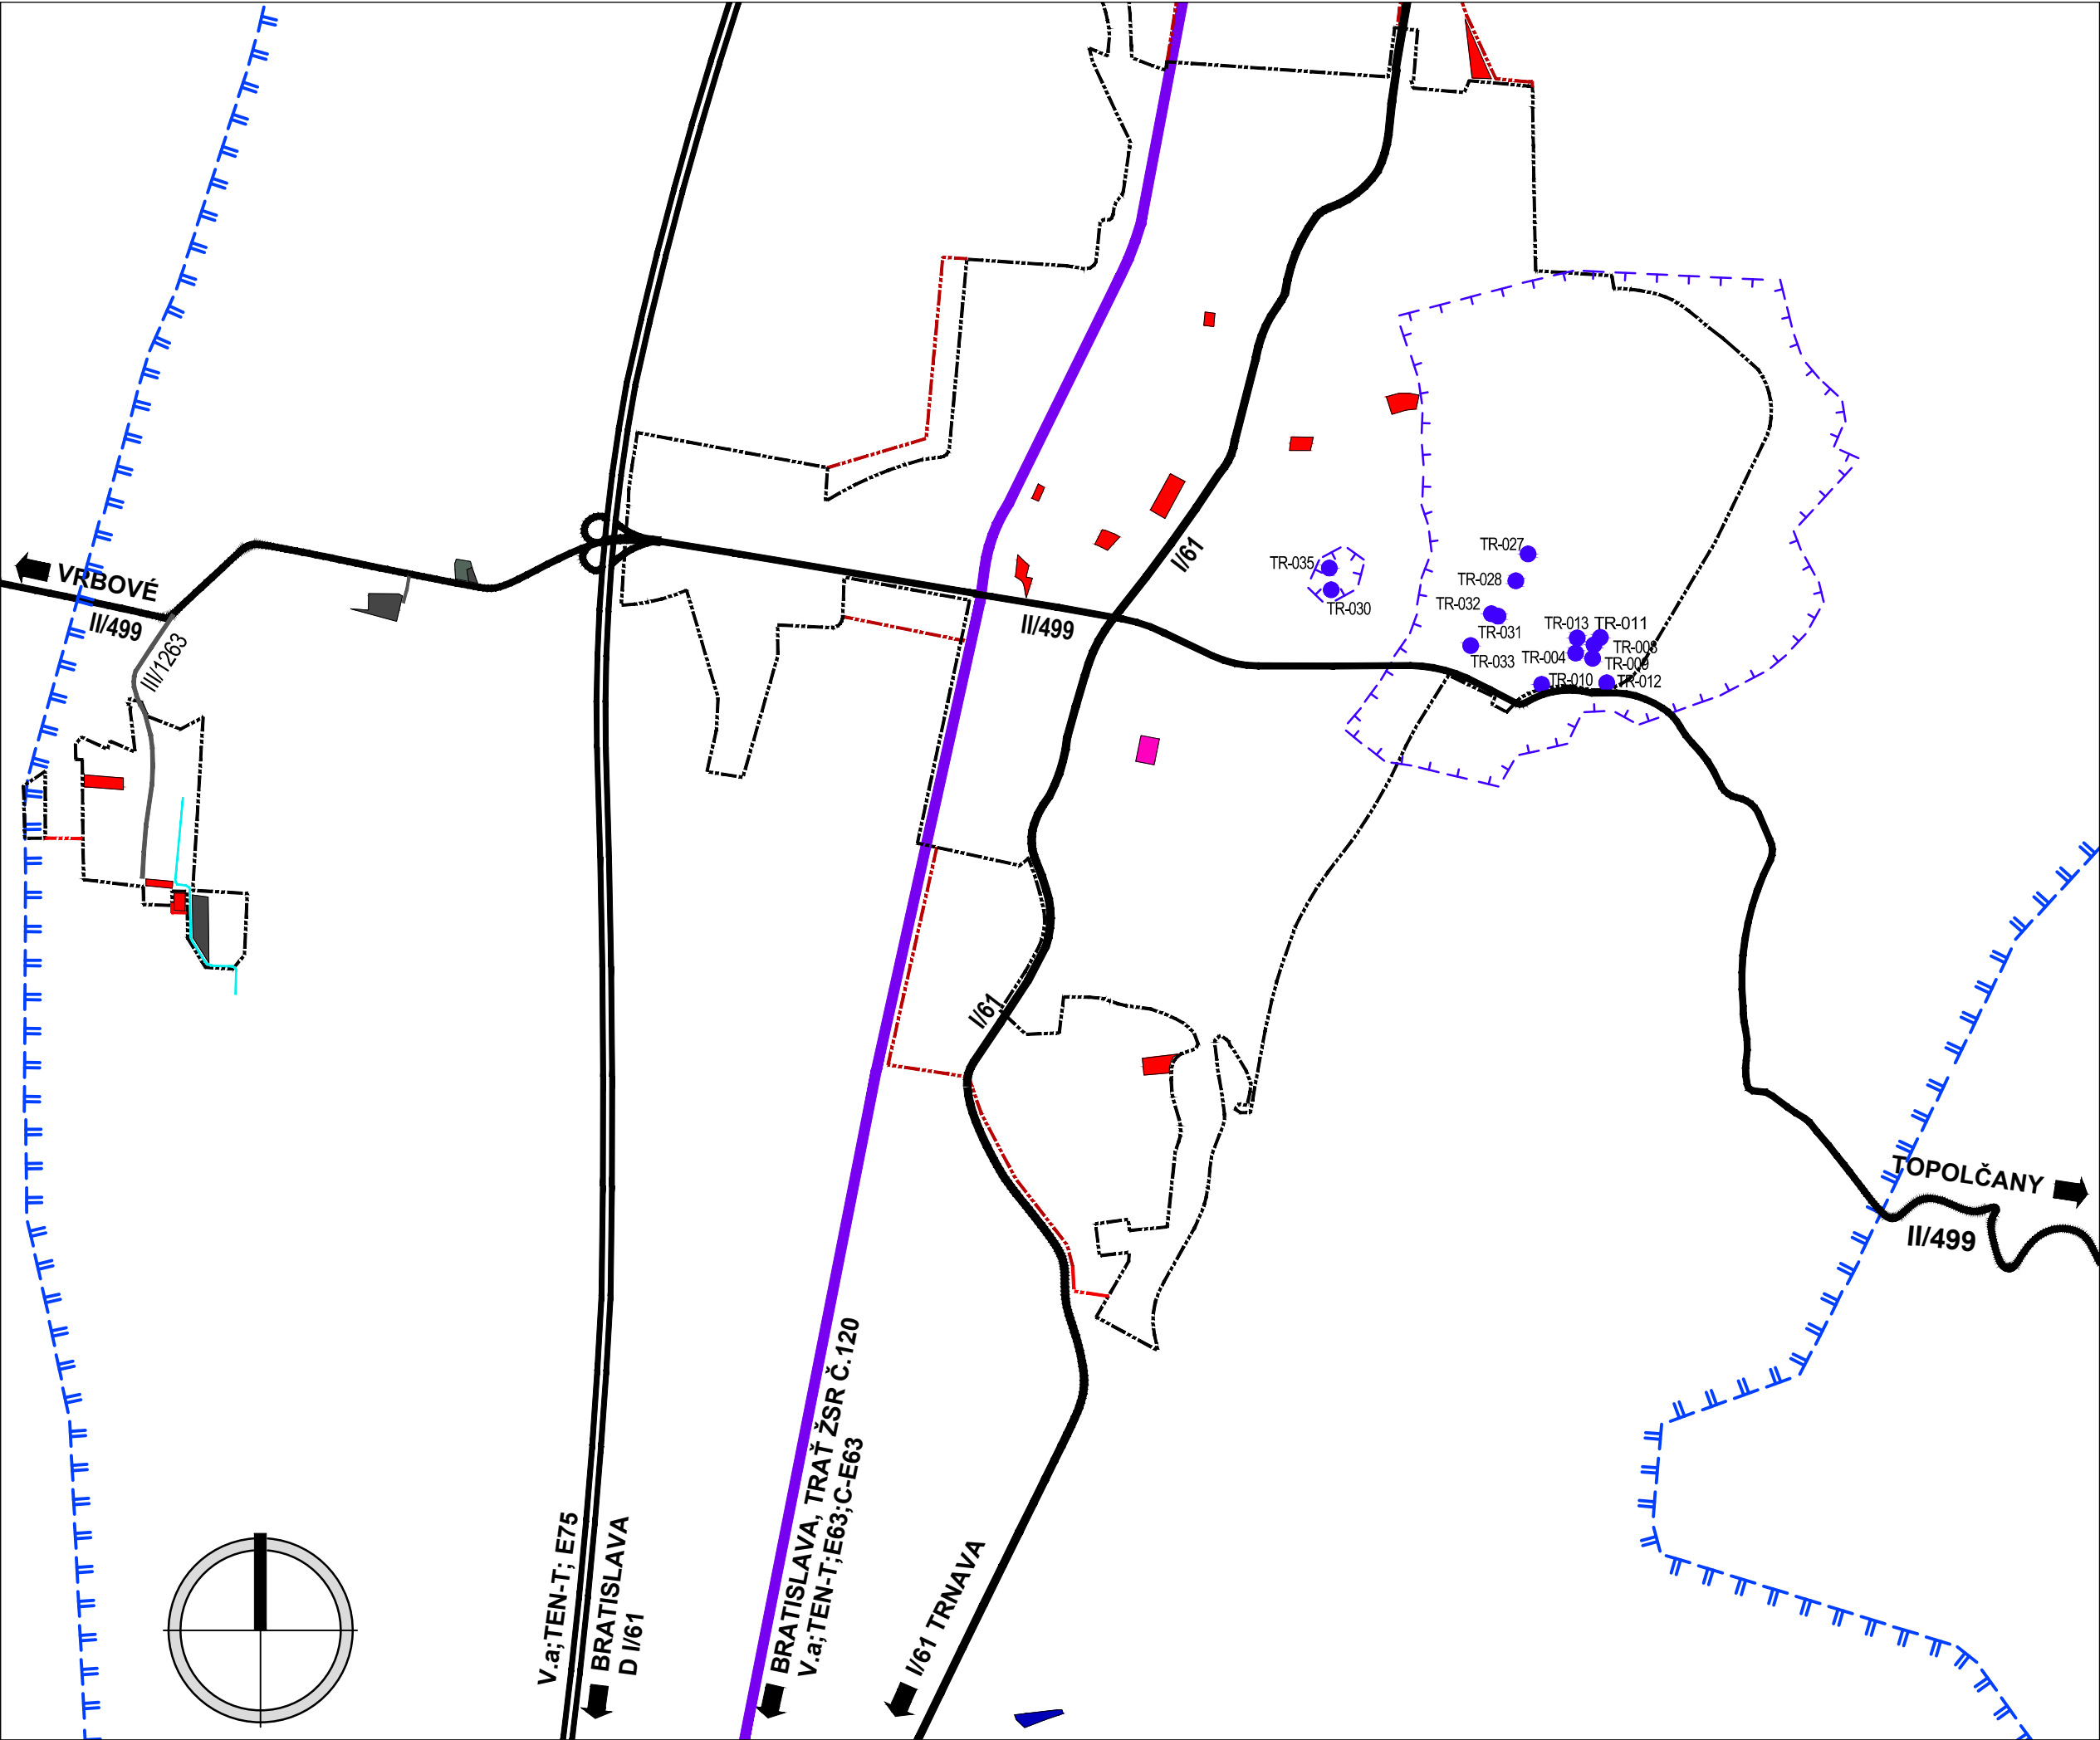 VRBOVÉ
II/499
III/1263
I/61
II/499
TR-035
TR-030
TR-027
TR-028
TR-032
TR-031
TR-033
TR-013
TR-011
TR-004
TR-009
TR-010
TR-012
I/61
TOPOLČANY
II/499
V.a;TEN-T; E75
BRATISLAVA
D I/61
BRATISLAVA, TRAŤ ŽSR Č.120
V.a;TEN-T;E63;C-E63
I/61 TRNAVA